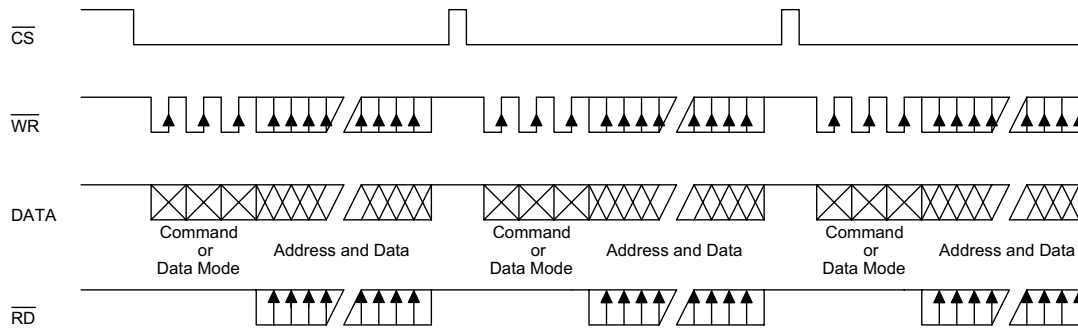 CS
WR
DATA
Command
or
Data Mode
Address and Data
Command
or
Data Mode
Address and Data
Command
or
Data Mode
Address and Data
RD